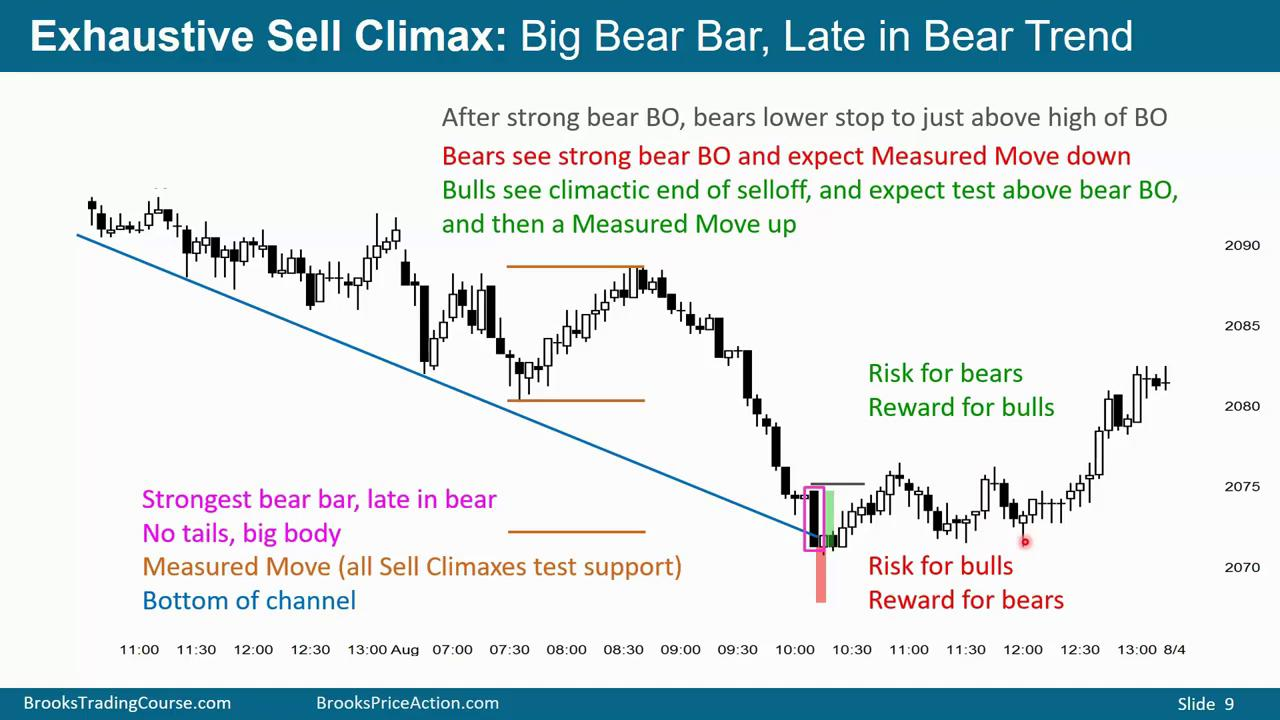 Exhaustive Sell Climax: Big Bear Bar, Late in Bear Trend
After strong bear BO, bears lower stop to just above high of BO
Bears see strong bear BO and expect Measured Move down
Bulls see climactic end of selloff, and expect test above bear BO,
and then a Measured Move up
2090
2085
Risk for bears
Reward for bulls
2080
2075
Strongest bear bar, late in bear
No tails, big body
Measured Move (all Sell Climaxes test support)
Bottom of channel
Risk for bulls
Reward for bears
2070
11:00 11:30 12:00 12:30 13:00 Aug 07:00 07:30 08:00 08:30 09:00 09:30 10:00 10:30 11:00 11:30 12:00 12:30 13:00 8/4
BrooksTradingCourse.com BrooksPriceAction.com Slide 9